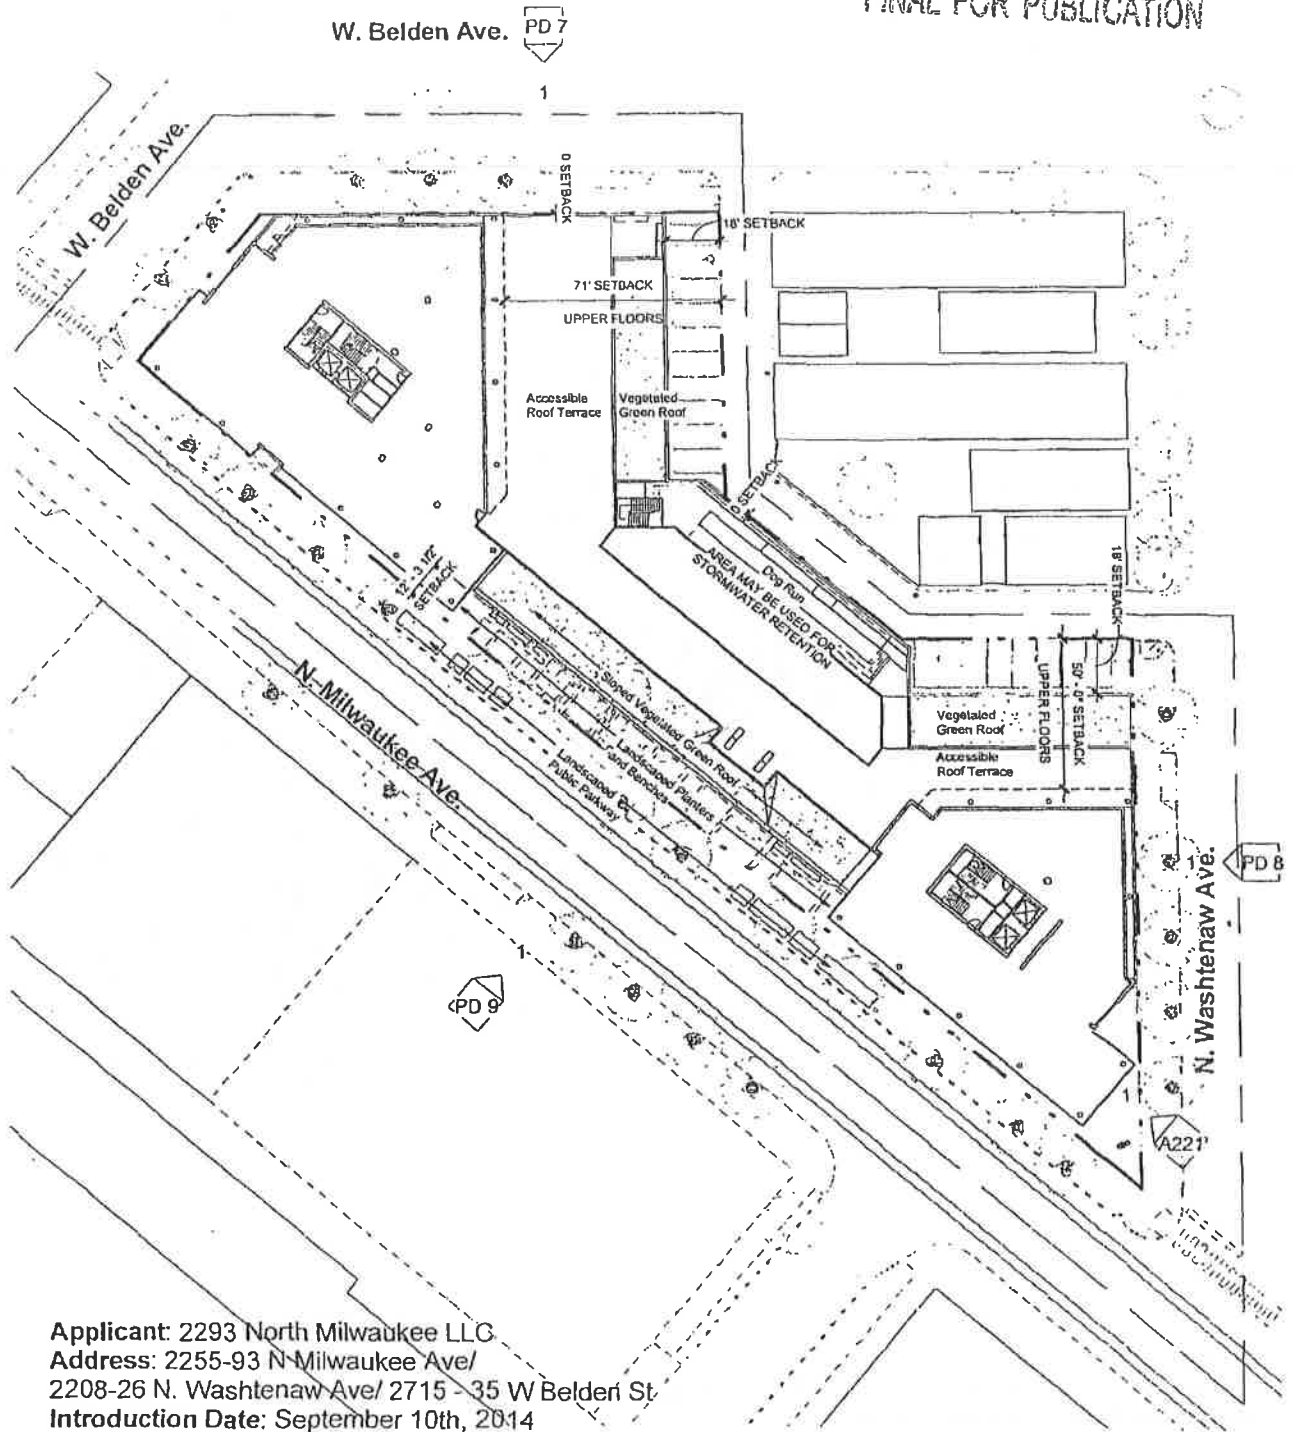 FINAL FOR PUBLICATION
W. Belden Ave.
PD 7
1
W. Belden Ave.
0 SETBACK
18' SETBACK
71' SETBACK
UPPER FLOORS
Accessible
Roof Terrace
Vegetated
Green Roof
0 SETBACK
Dog Run
AREA MAY BE USED FOR
STORMWATER RETENTION
18' SETBACK
12' - 3 1/2"
SETBACK
50' - 0" SETBACK
UPPER FLOORS
Vegetated
Green Roof
Accessible
Roof Terrace
Sloped Vegetated Green Roof
Landscaped Planters
and Benches
Landscaped
Public Parkway
N. Milwaukee Ave.
1
PD 8
N. Washtenaw Ave.
1
PD 9
1
A221
Applicant: 2293 North Milwaukee LLC
Address: 2255-93 N Milwaukee Ave/
2208-26 N. Washtenaw Ave/ 2715 - 35 W Belden St
Introduction Date: September 10th, 2014